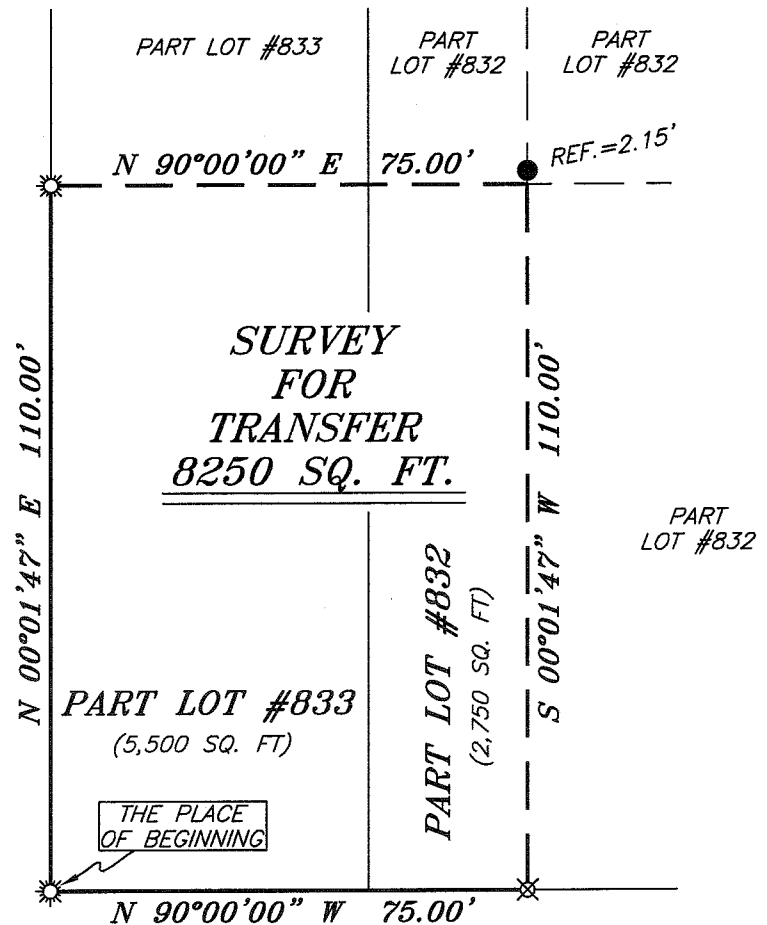 PART LOT #833
PART
LOT #832
PART
LOT #832
N 90°00'00" E 75.00'
REF.=2.15'
SURVEY
FOR
TRANSFER
8250 SQ. FT.
N 00°01'47" E 110.00'
S 00°01'47" W 110.00'
PART
LOT #832
PART LOT #832
(2,750 SQ. FT)
PART LOT #833
(5,500 SQ. FT)
THE PLACE
OF BEGINNING
N 90°00'00" W 75.00'